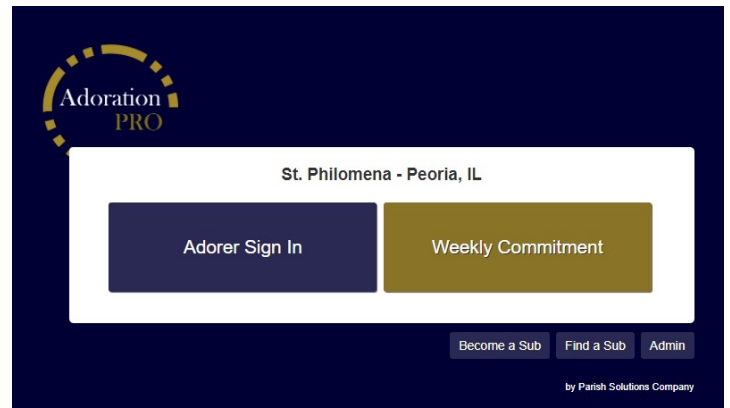 Adoration
PRO
St. Philomena - Peoria, IL
Adorer Sign In
Weekly Commitment
Become a Sub
Find a Sub
Admin
by Parish Solutions Company